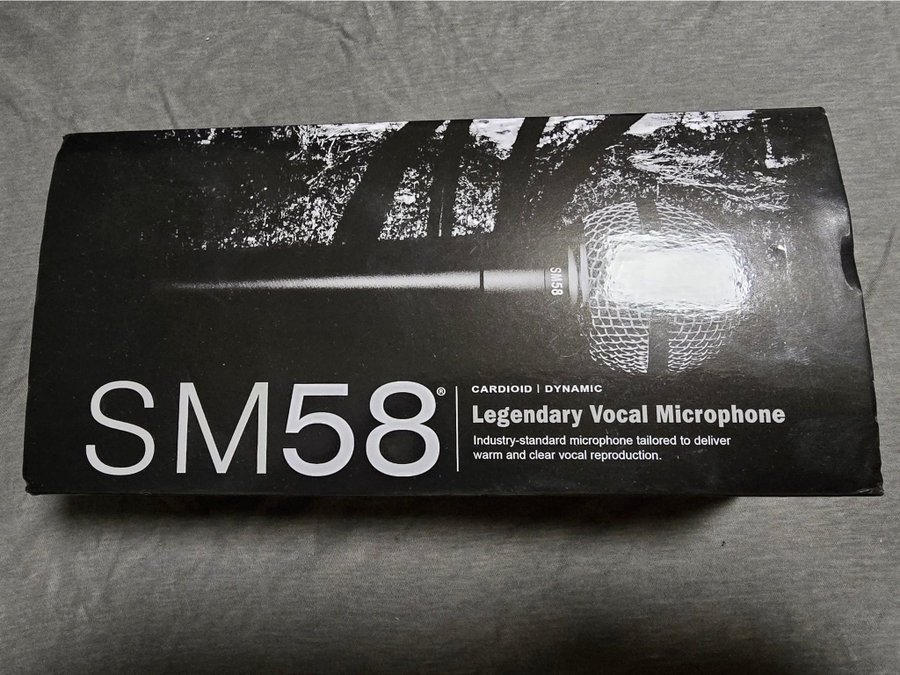 SM58
SM58®
CARDIOID | DYNAMIC
Legendary Vocal Microphone
Industry-standard microphone tailored to deliver
warm and clear vocal reproduction.